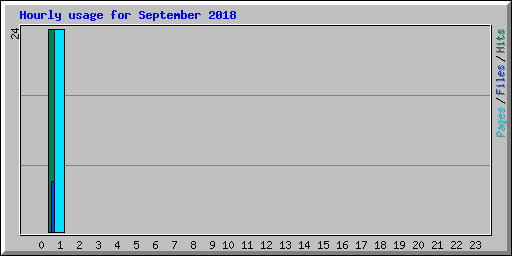 Hourly usage for September 2018
24
Pages/Files/Hits
0 1 2 3 4 5 6 7 8 9 10 11 12 13 14 15 16 17 18 19 20 21 22 23